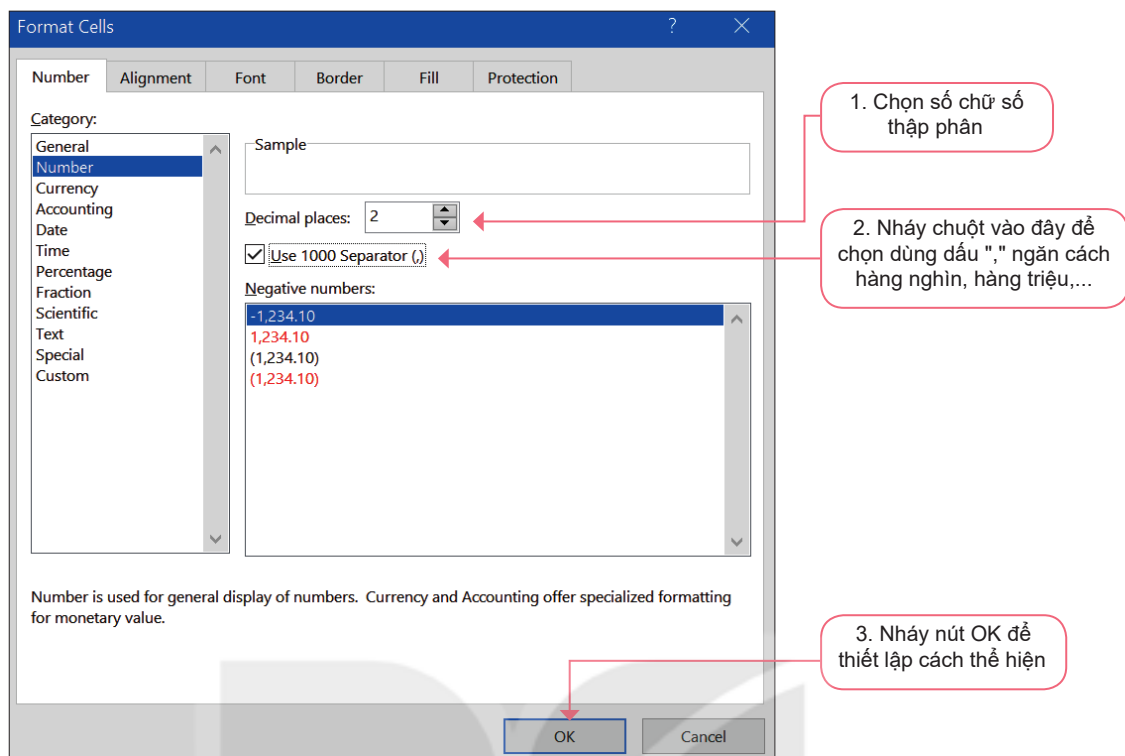 Format Cells
?
Number
Alignment
Font
Border
Fill
Protection
Category:
General
Number
Currency
Accounting
Date
Time
Percentage
Fraction
Scientific
Text
Special
Custom
Sample
Decimal places: 2
Use 1000 Separator (,)
Negative numbers:
-1,234.10
1,234.10
(1,234.10)
(1,234.10)
Number is used for general display of numbers. Currency and Accounting offer specialized formatting
for monetary value.
OK
Cancel
1. Chọn số chữ số
thập phân
2. Nháy chuột vào đây để
chọn dùng dấu "," ngăn cách
hàng nghìn, hàng triệu,...
3. Nháy nút OK để
thiết lập cách thể hiện